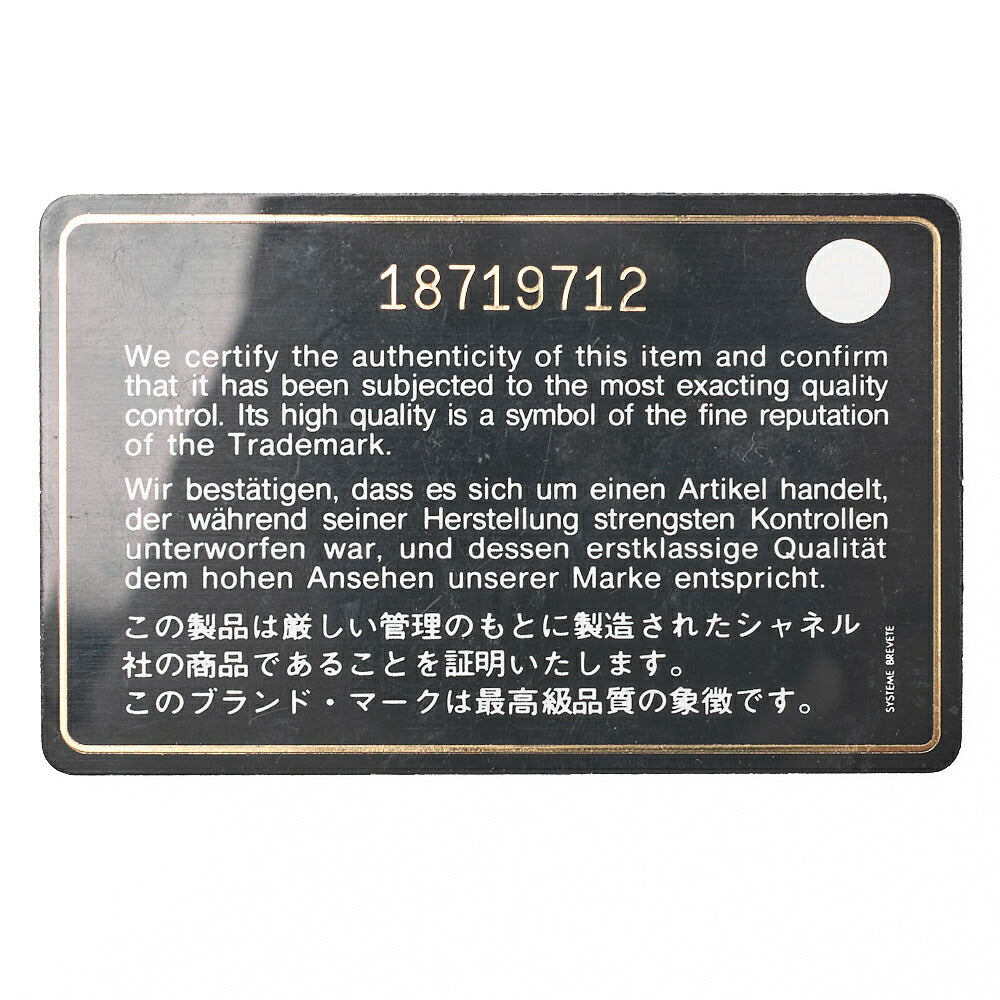 18719712
We certify the authenticity of this item and confirm
that it has been subjected to the most exacting quality
control. Its high quality is a symbol of the fine reputation
of the Trademark.
Wir bestätigen, dass es sich um einen Artikel handelt,
der während seiner Herstellung strengsten Kontrollen
unterworfen war, und dessen erstklassige Qualität
dem hohen Ansehen unserer Marke entspricht.
この製品は厳しい管理のもとに製造されたシャネル
社の商品であることを証明いたします。
このブランド・マークは最高級品質の象徴です。
SYSTEME BREVETE